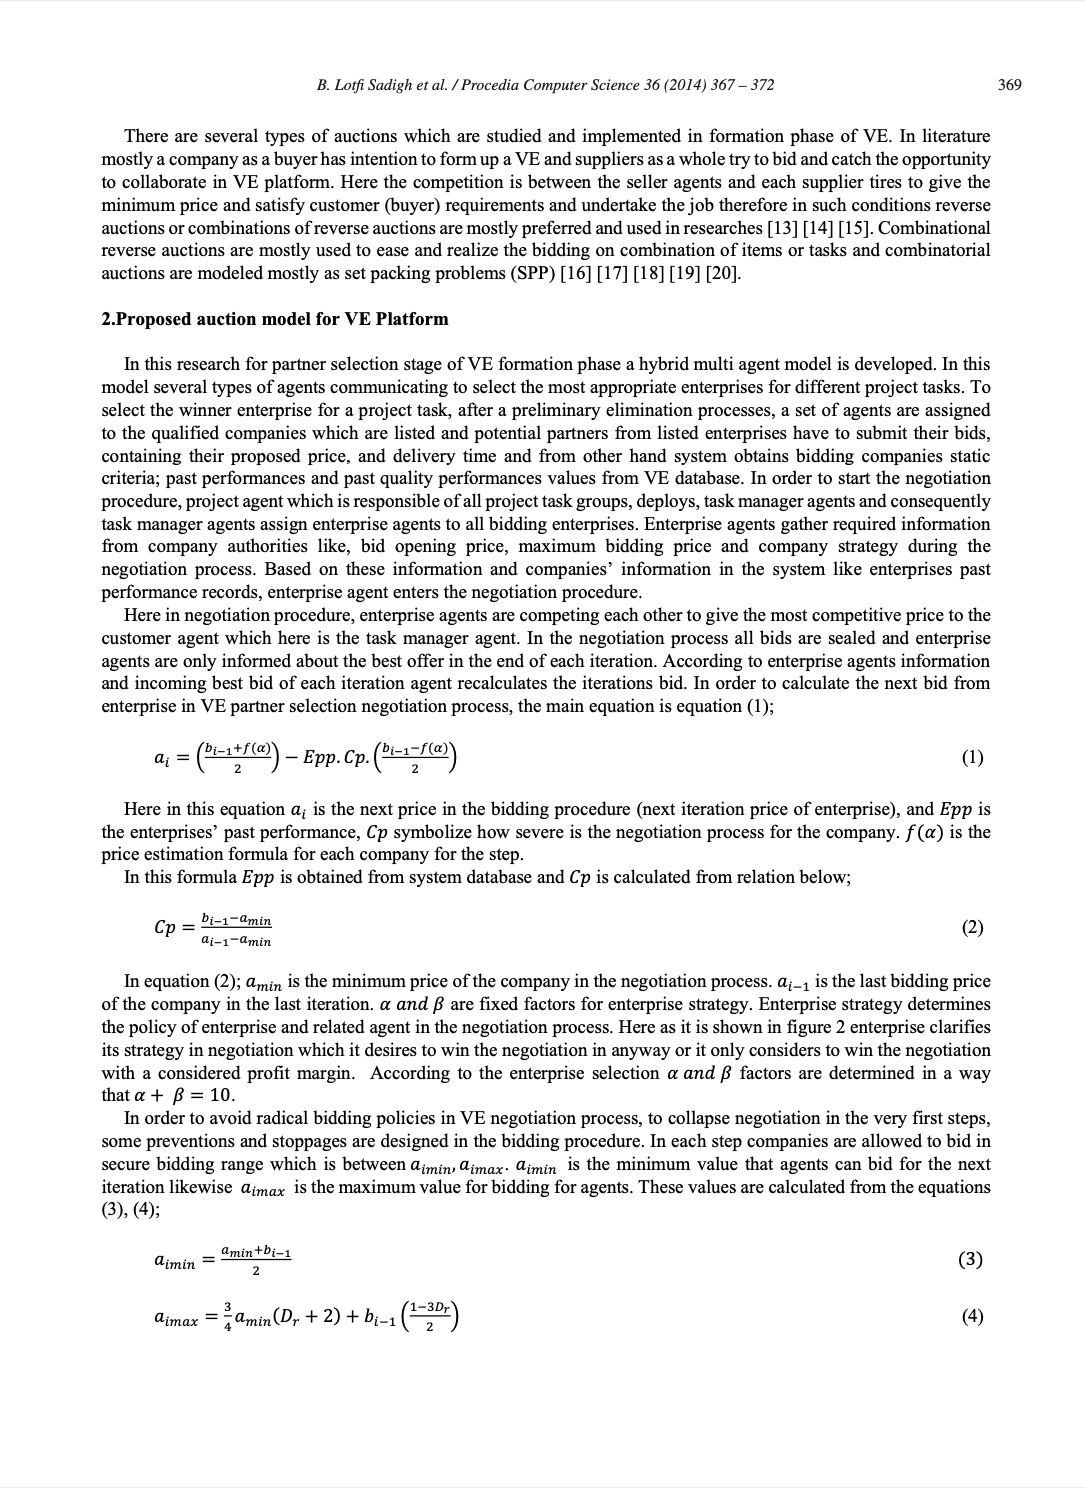 B. Lotfi Sadigh et al. / Procedia Computer Science 36 (2014) 367 – 372
369
There are several types of auctions which are studied and implemented in formation phase of VE. In literature
mostly a company as a buyer has intention to form up a VE and suppliers as a whole try to bid and catch the opportunity
to collaborate in VE platform. Here the competition is between the seller agents and each supplier tires to give the
minimum price and satisfy customer (buyer) requirements and undertake the job therefore in such conditions reverse
auctions or combinations of reverse auctions are mostly preferred and used in researches [13] [14] [15]. Combinational
reverse auctions are mostly used to ease and realize the bidding on combination of items or tasks and combinatorial
auctions are modeled mostly as set packing problems (SPP) [16] [17] [18] [19] [20].
2.Proposed auction model for VE Platform
In this research for partner selection stage of VE formation phase a hybrid multi agent model is developed. In this
model several types of agents communicating to select the most appropriate enterprises for different project tasks. To
select the winner enterprise for a project task, after a preliminary elimination processes, a set of agents are assigned
to the qualified companies which are listed and potential partners from listed enterprises have to submit their bids,
containing their proposed price, and delivery time and from other hand system obtains bidding companies static
criteria; past performances and past quality performances values from VE database. In order to start the negotiation
procedure, project agent which is responsible of all project task groups, deploys, task manager agents and consequently
task manager agents assign enterprise agents to all bidding enterprises. Enterprise agents gather required information
from company authorities like, bid opening price, maximum bidding price and company strategy during the
negotiation process. Based on these information and companies’ information in the system like enterprises past
performance records, enterprise agent enters the negotiation procedure.
Here in negotiation procedure, enterprise agents are competing each other to give the most competitive price to the
customer agent which here is the task manager agent. In the negotiation process all bids are sealed and enterprise
agents are only informed about the best offer in the end of each iteration. According to enterprise agents information
and incoming best bid of each iteration agent recalculates the iterations bid. In order to calculate the next bid from
enterprise in VE partner selection negotiation process, the main equation is equation (1);
a_i = ((b_{i−1}+f(α))/2) − Epp. Cp. ((b_{i−1}−f(α))/2) (1)
Here in this equation a_i is the next price in the bidding procedure (next iteration price of enterprise), and Epp is
the enterprises’ past performance, Cp symbolize how severe is the negotiation process for the company. f(α) is the
price estimation formula for each company for the step.
In this formula Epp is obtained from system database and Cp is calculated from relation below;
Cp = (b_{i−1}−a_{min})/(a_{i−1}−a_{min}) (2)
In equation (2); a_{min} is the minimum price of the company in the negotiation process. a_{i−1} is the last bidding price
of the company in the last iteration. α and β are fixed factors for enterprise strategy. Enterprise strategy determines
the policy of enterprise and related agent in the negotiation process. Here as it is shown in figure 2 enterprise clarifies
its strategy in negotiation which it desires to win the negotiation in anyway or it only considers to win the negotiation
with a considered profit margin. According to the enterprise selection α and β factors are determined in a way
that α + β = 10.
In order to avoid radical bidding policies in VE negotiation process, to collapse negotiation in the very first steps,
some preventions and stoppages are designed in the bidding procedure. In each step companies are allowed to bid in
secure bidding range which is between a_{imin}, a_{imax}. a_{imin} is the minimum value that agents can bid for the next
iteration likewise a_{imax} is the maximum value for bidding for agents. These values are calculated from the equations
(3), (4);
a_{imin} = (a_{min}+b_{i−1})/2 (3)
a_{imax} = 3/4 a_{min}(D_r + 2) + b_{i−1} ((1−3D_r)/2) (4)